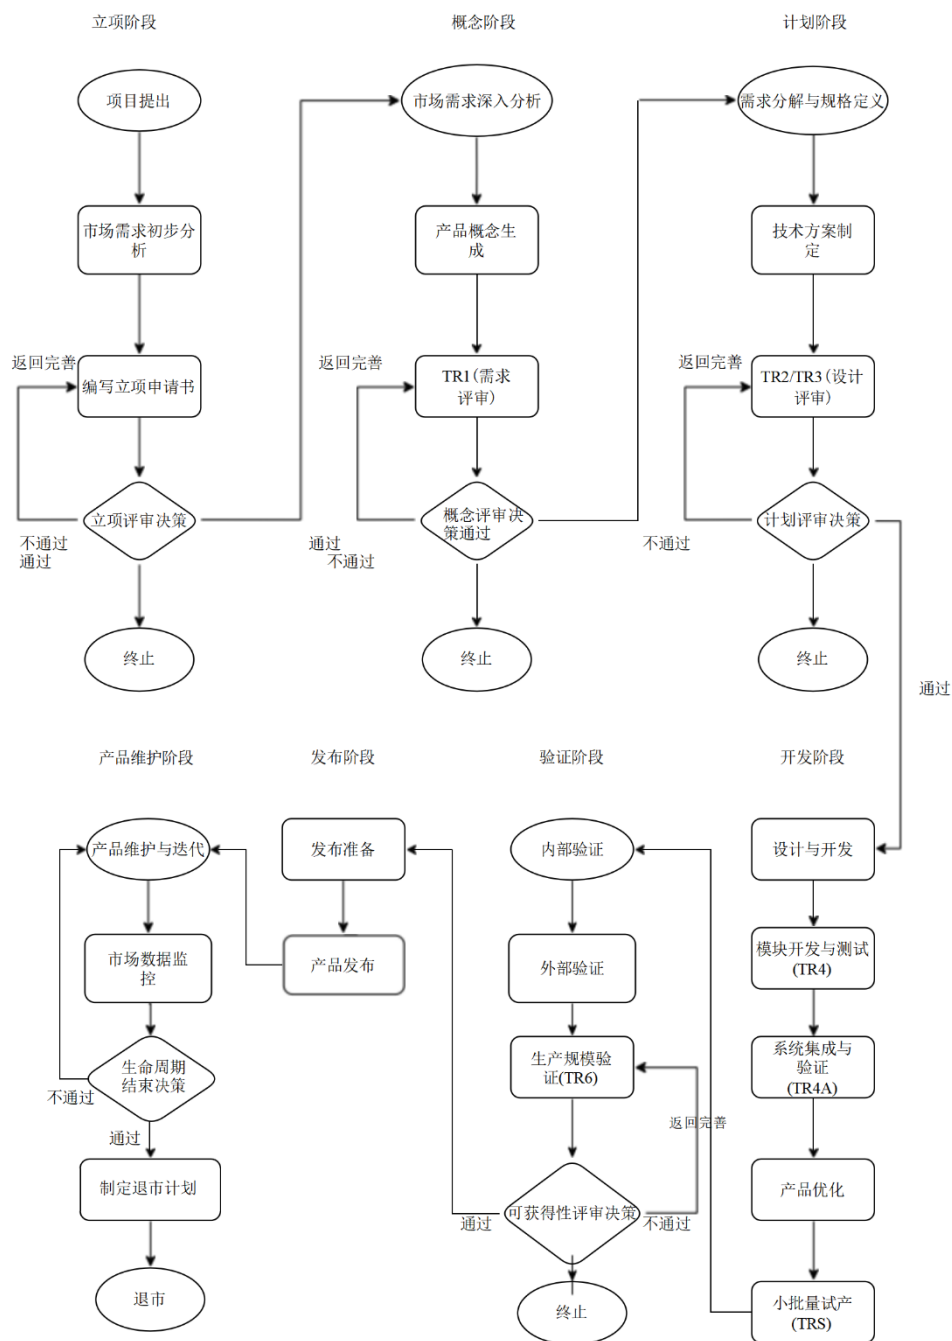 立项阶段
概念阶段
计划阶段
项目提出
市场需求深入分析
需求分解与规格定义
市场需求初步分
析
产品概念生
成
技术方案制
定
返回完善
返回完善
返回完善
编写立项申请书
TR1(需求
评审)
TR2/TR3(设计
评审)
立项评审决策
概念评审决
策通过
计划评审决策
不通过
通过
通过
不通过
不通过
终止
终止
终止
通过
产品维护阶段
发布阶段
验证阶段
开发阶段
产品维护与迭代
发布准备
内部验证
设计与开发
市场数据监
控
产品发布
外部验证
模块开发与测试
(TR4)
生命周期
结束决策
不通过
生产规模验
证(TR6)
系统集成与
验证
(TR4A)
返回完善
通过
制定退市计划
产品优化
通过
可获得性评审决策
不通过
退市
终止
小批量试产
(TRS)